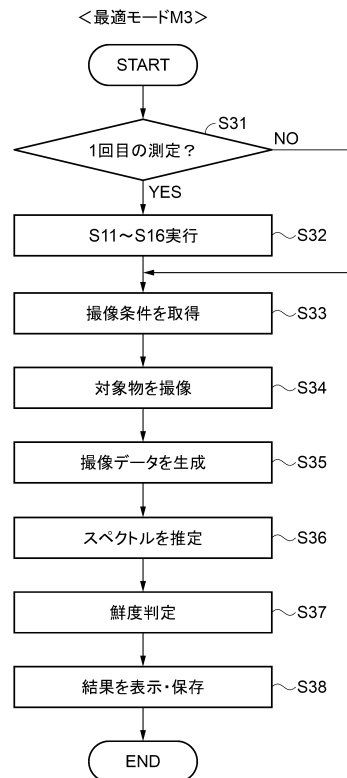 <最適モードM3>
START
S31
1回目の測定?
NO
YES
S11~S16実行
S32
撮像条件を取得
S33
対象物を撮像
S34
撮像データを生成
S35
スペクトルを推定
S36
鮮度判定
S37
結果を表示・保存
S38
END